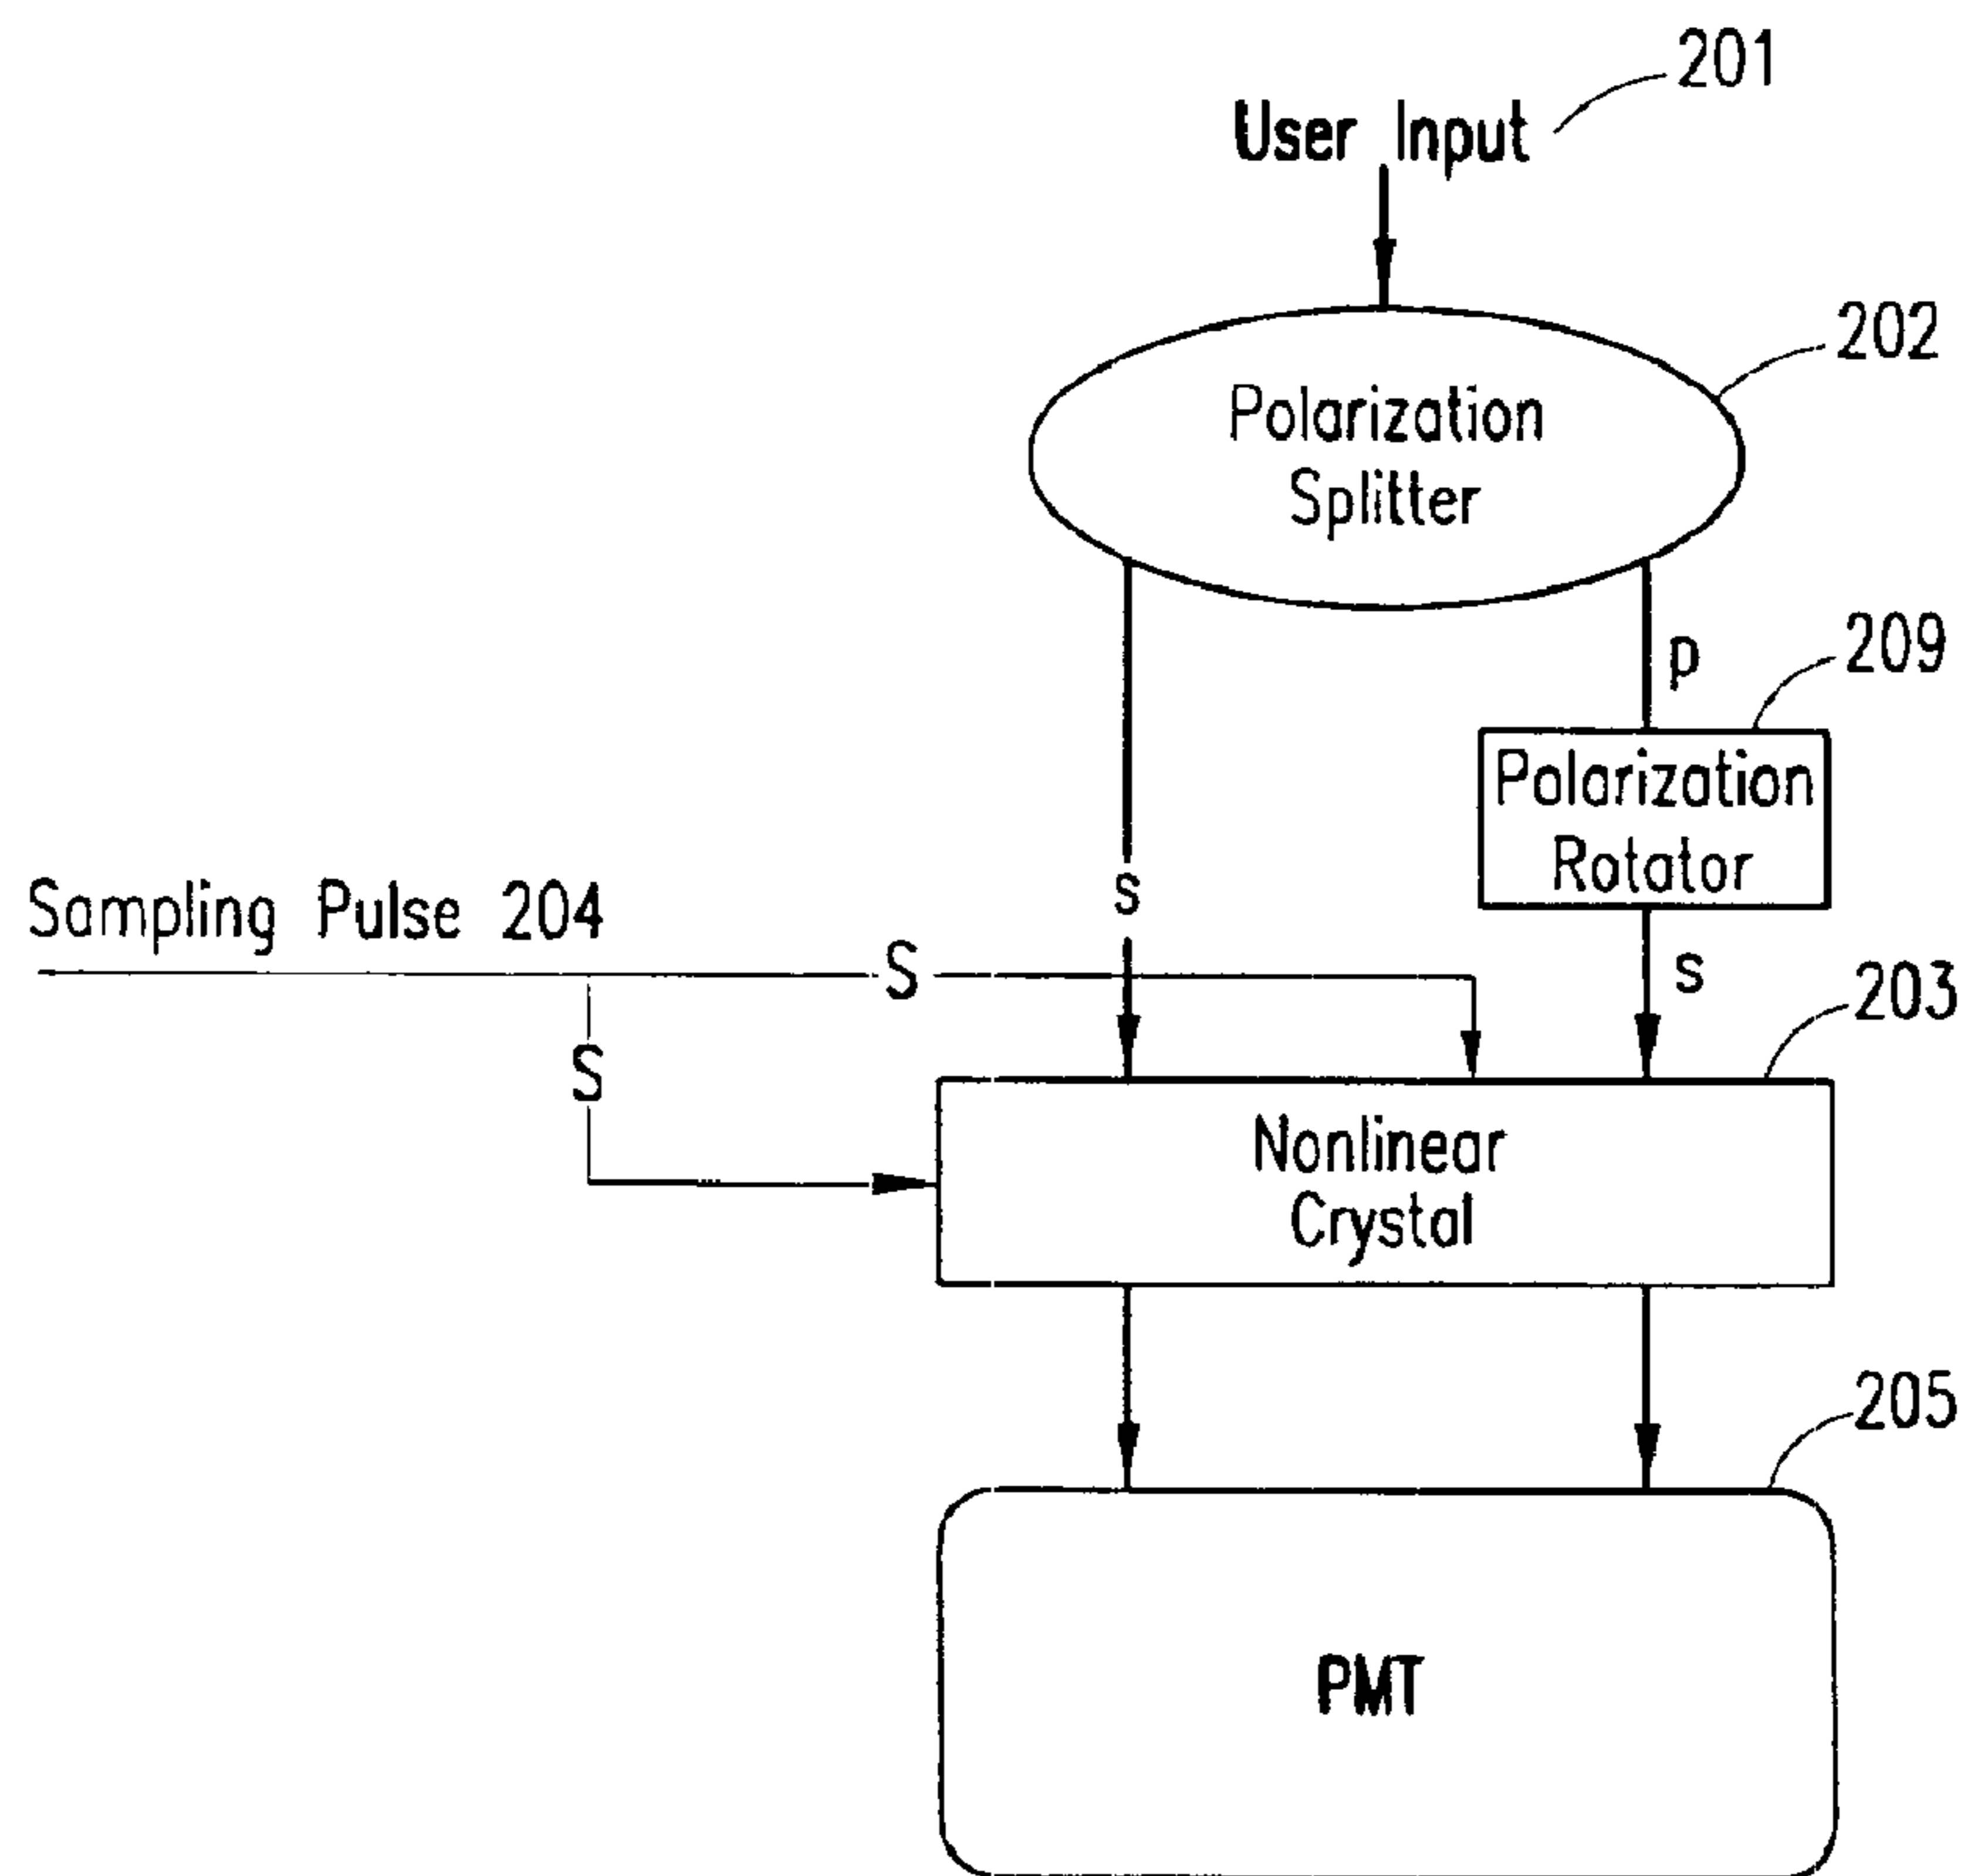 201
User Input
202
Polarization
Splitter
p
209
Polarization
Rotator
s
Sampling Pulse 204
S
s
203
S
Nonlinear
Crystal
205
PMT